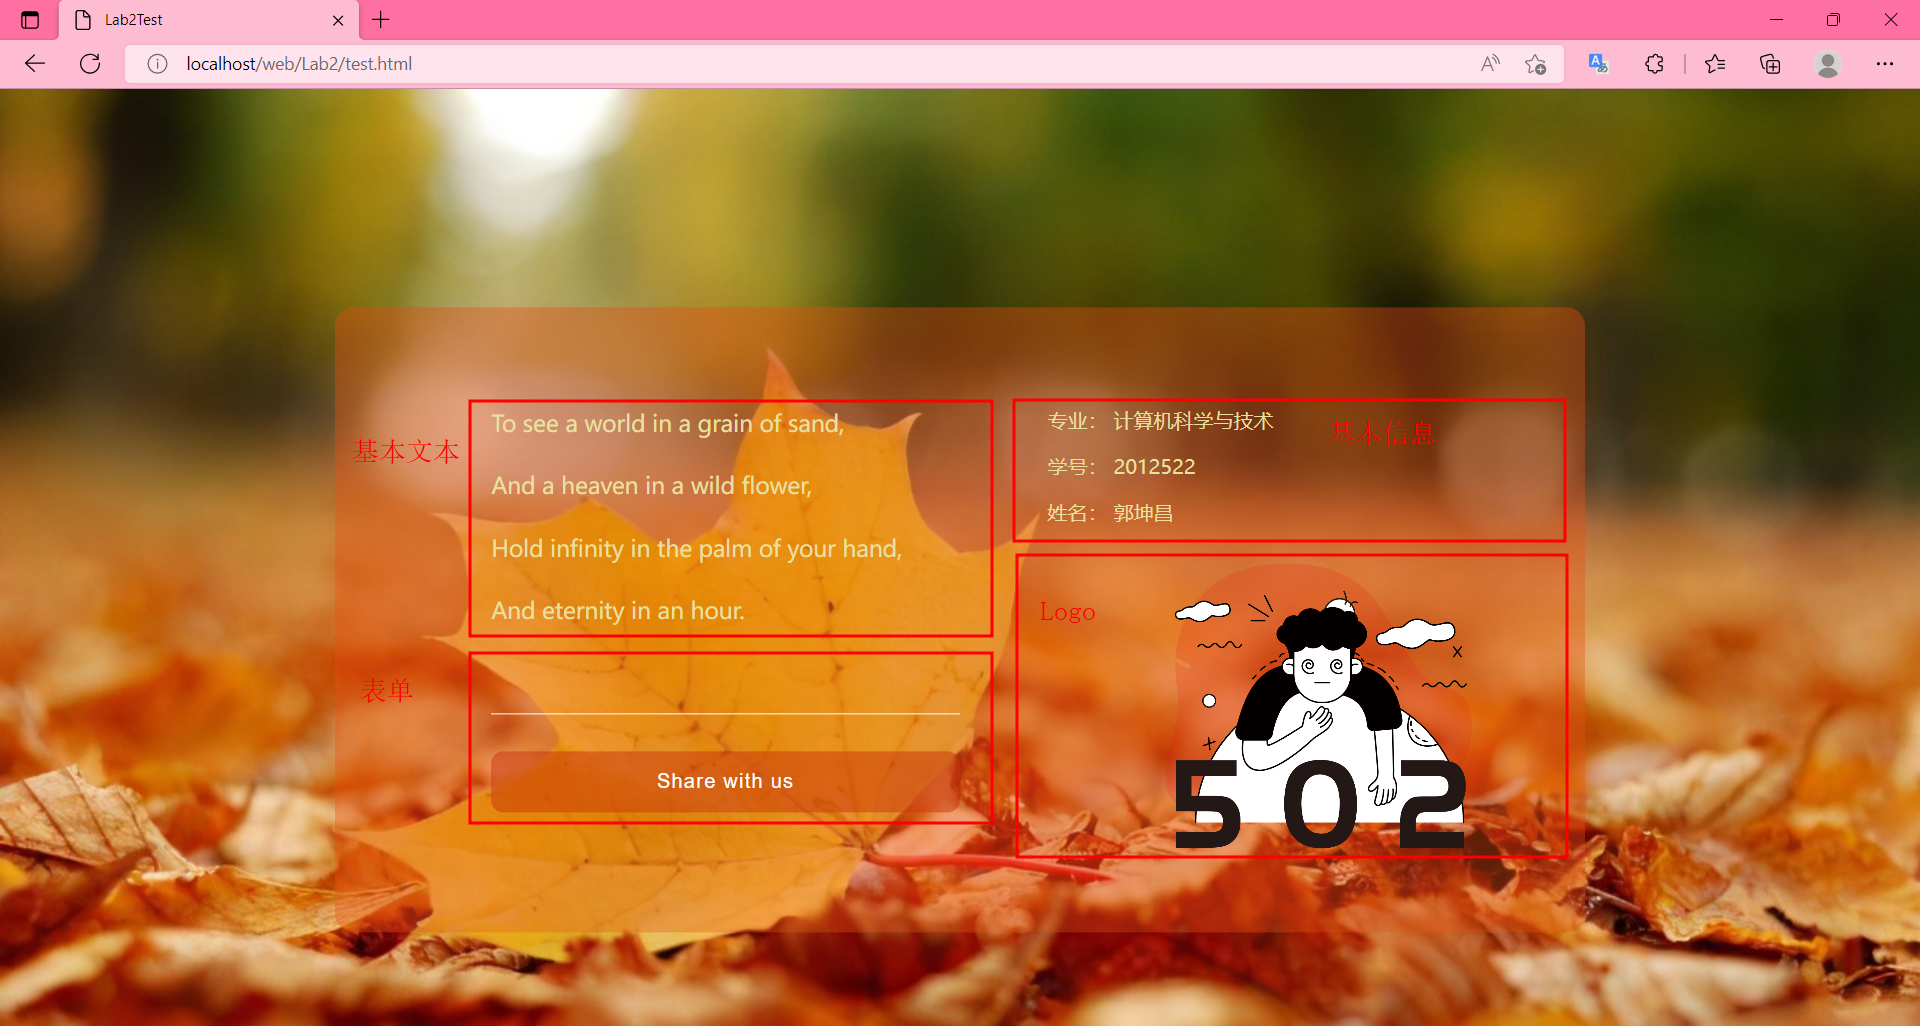 Lab2Test
localhost/web/Lab2/test.html
基本文本
To see a world in a grain of sand,
And a heaven in a wild flower,
Hold infinity in the palm of your hand,
And eternity in an hour.
表单
Share with us
专业： 计算机科学与技术
基本信息
学号： 2012522
姓名： 郭坤昌
Logo
502